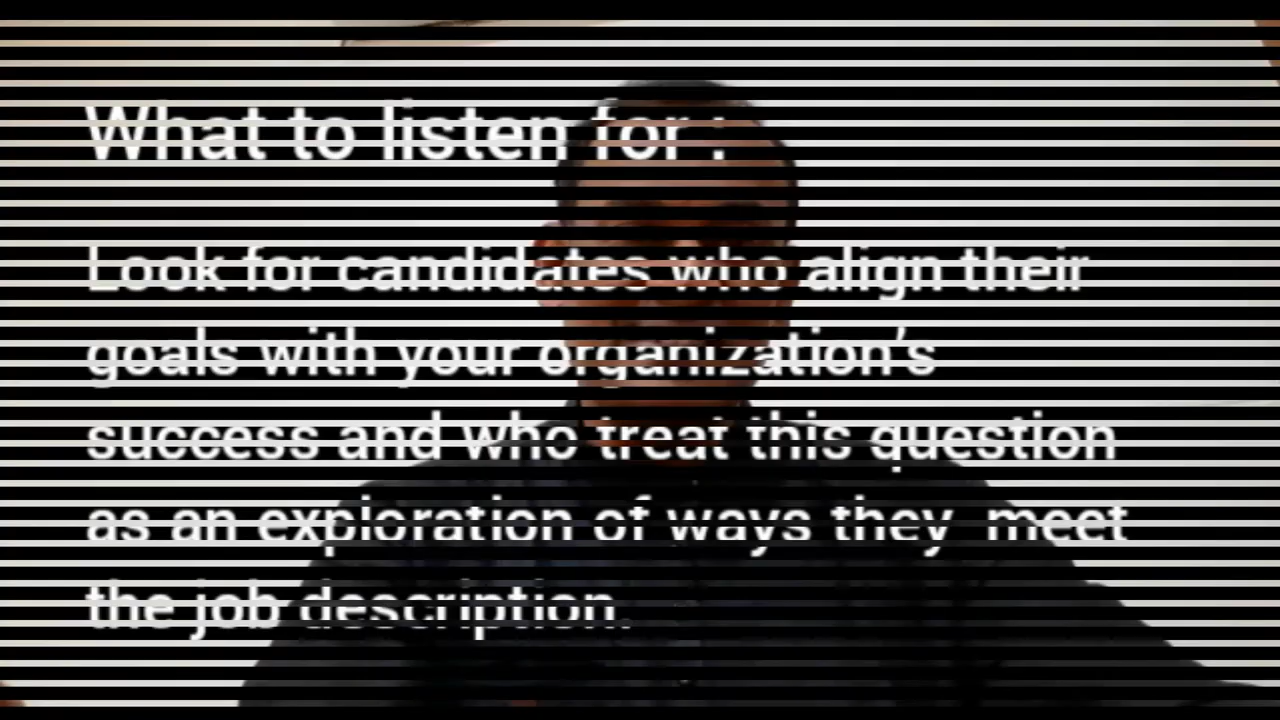 What to listen for :
Look for candidates who align their
goals with your organization's
success and who treat this question
as an exploration of ways they  meet
the job description.